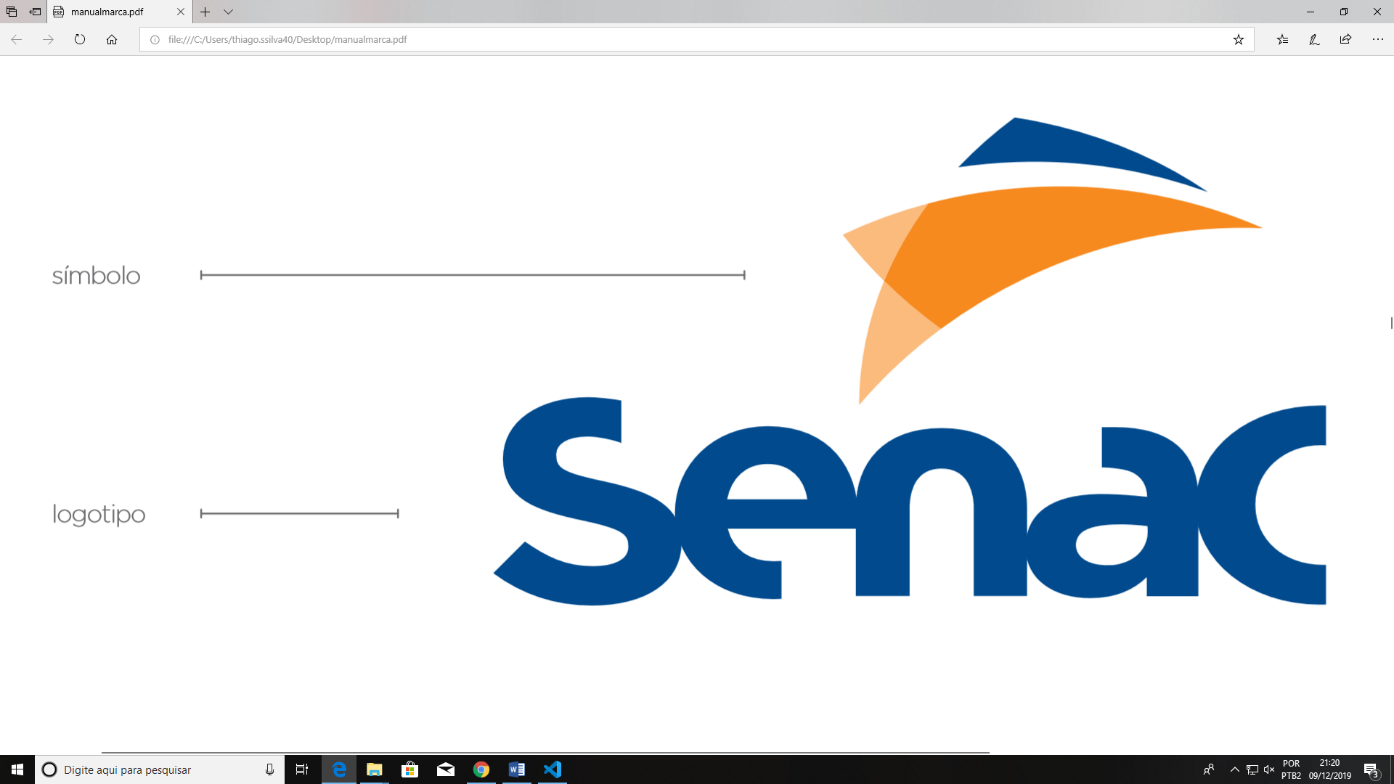 manualmarca.pdf
file:///C:/Users/thiago.ssilva40/Desktop/manualmarca.pdf
símbolo
logotipo
Senac
Digite aqui para pesquisar
POR
PTB2
21:20
09/12/2019
3